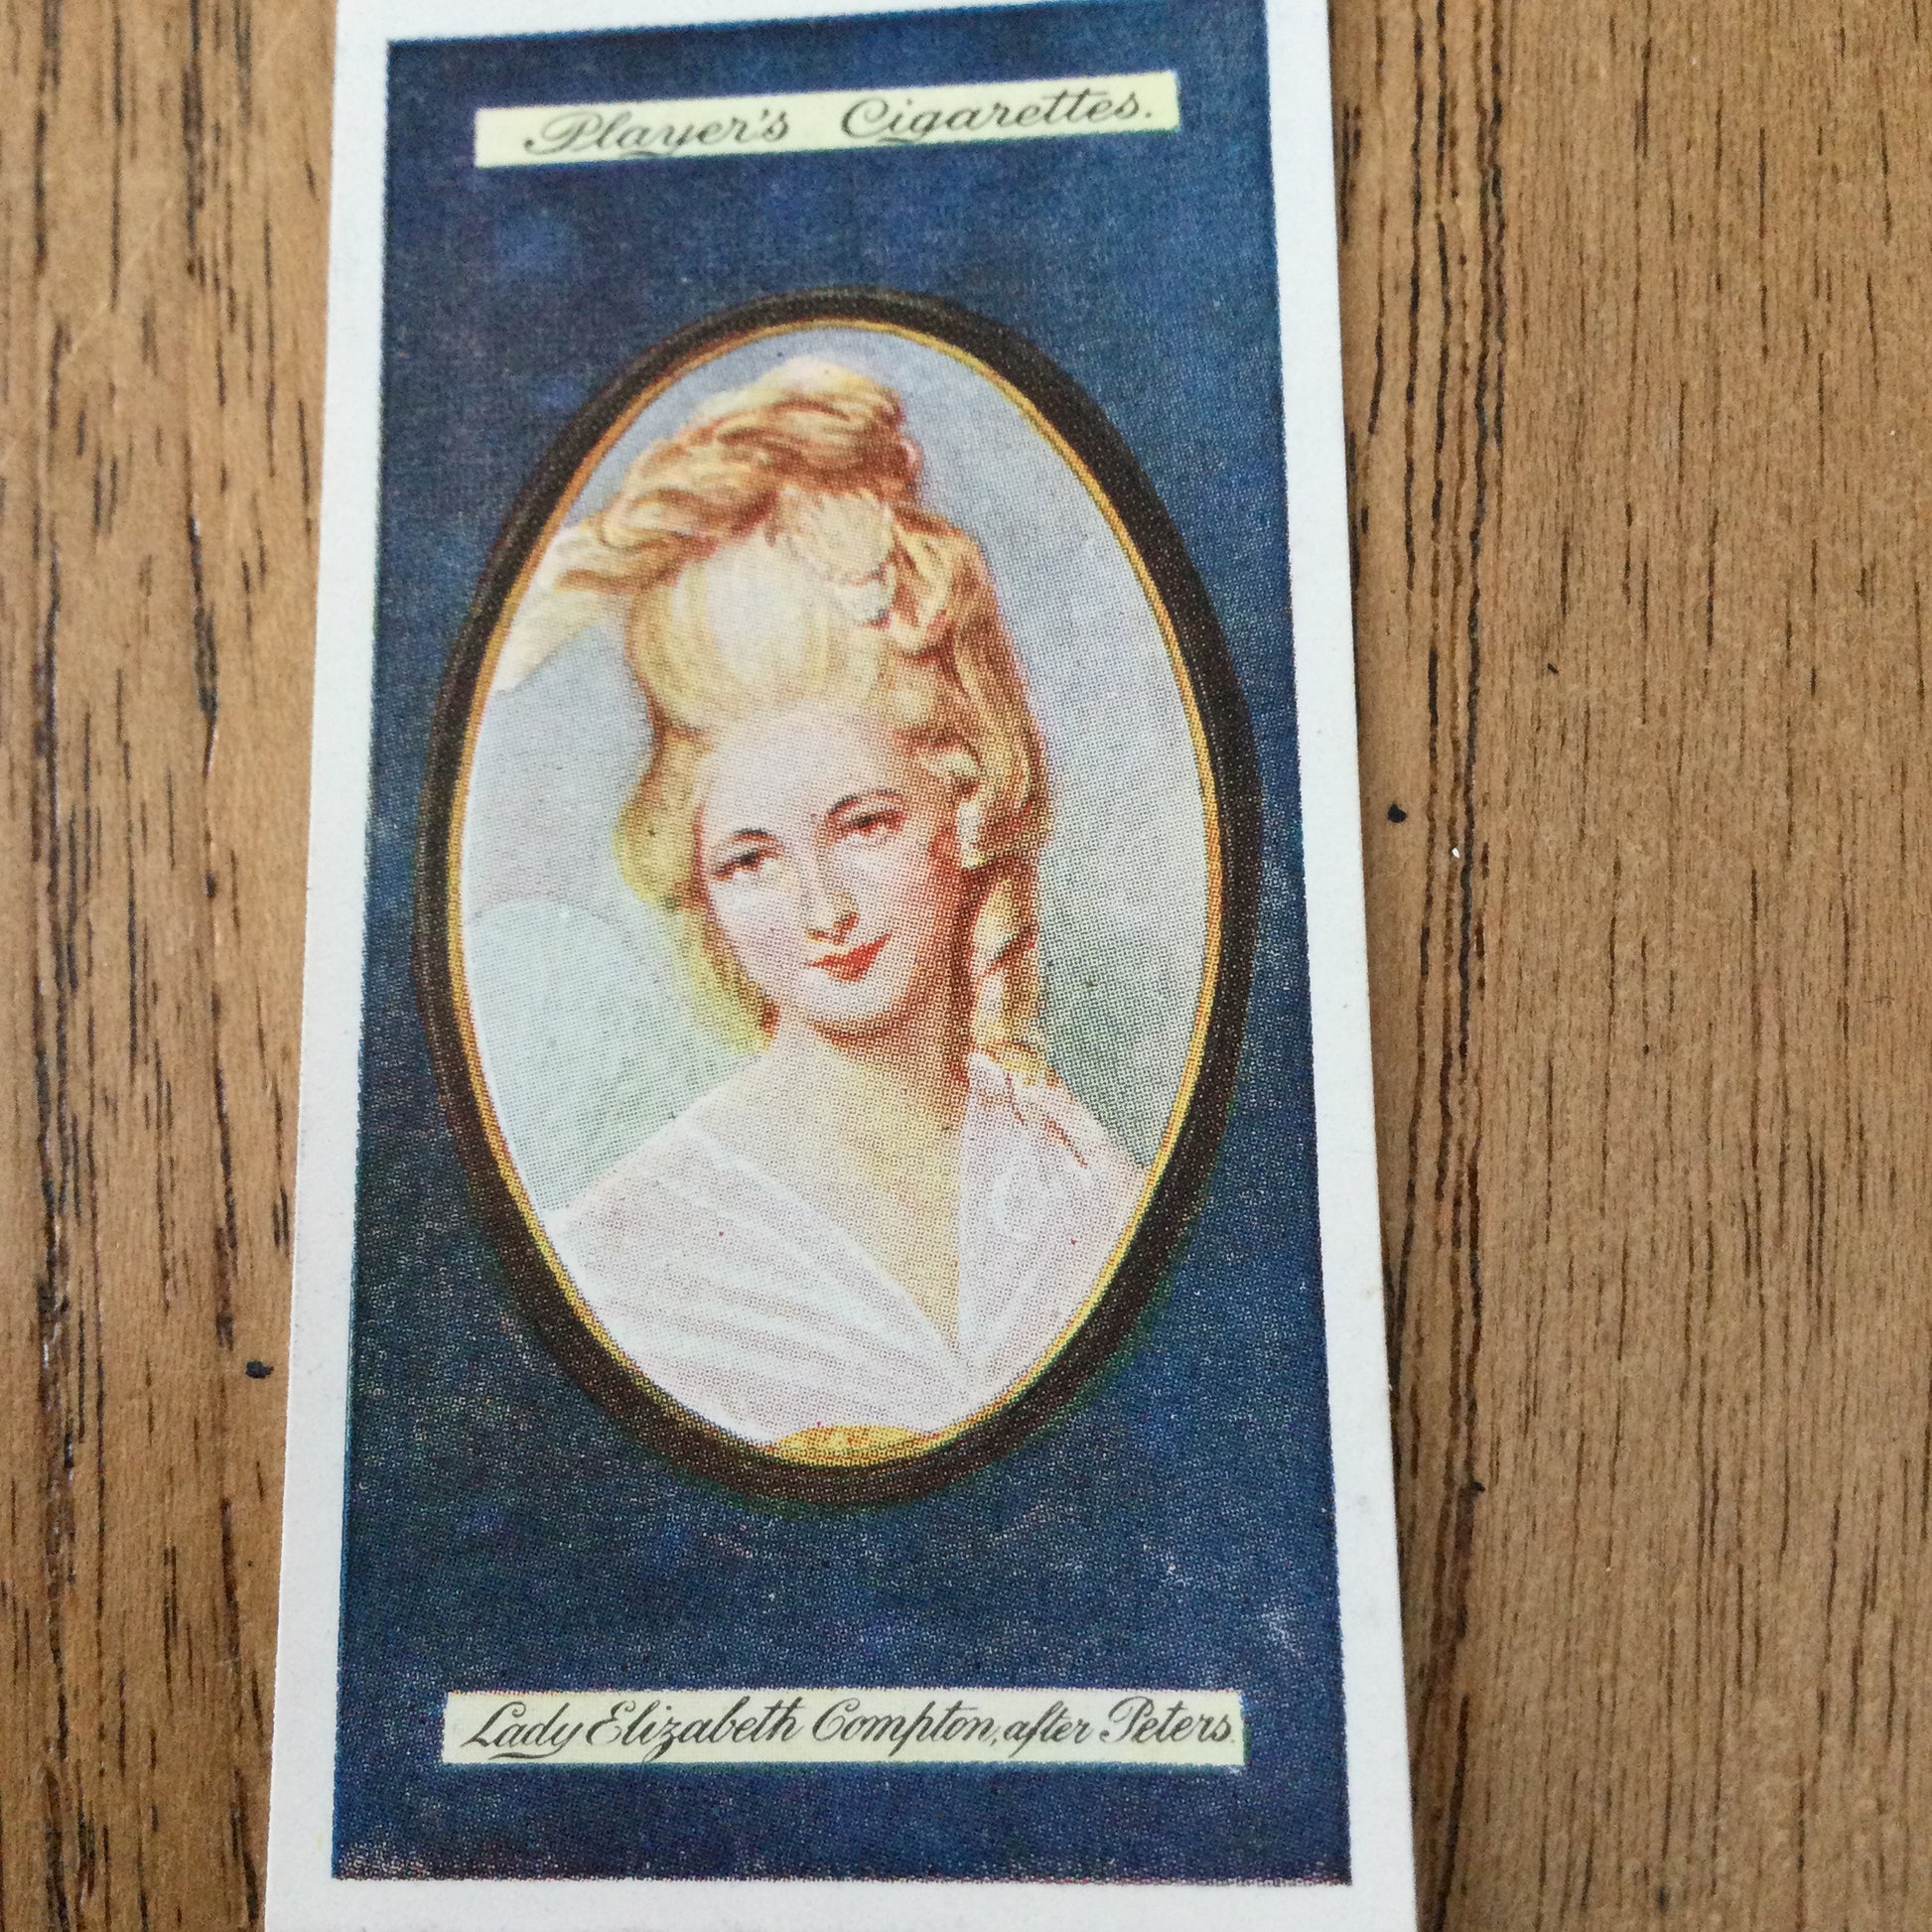 Player's Cigarettes.
Lady Elizabeth Compton, after Peters.